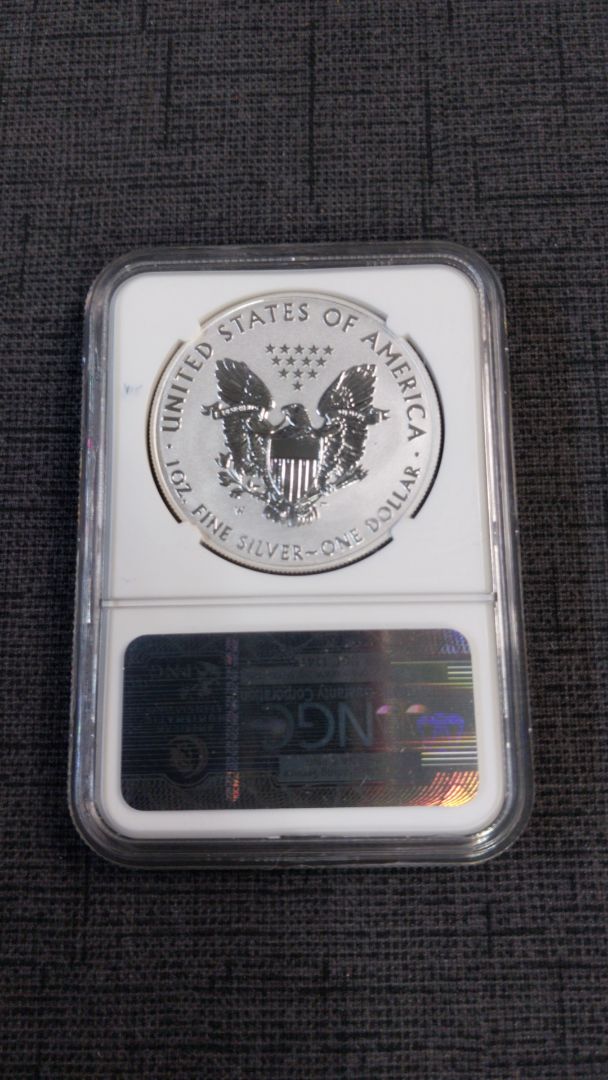 · UNITED STATES OF AMERICA ·
1 OZ. FINE SILVER~ONE DOLLAR
W
NGC